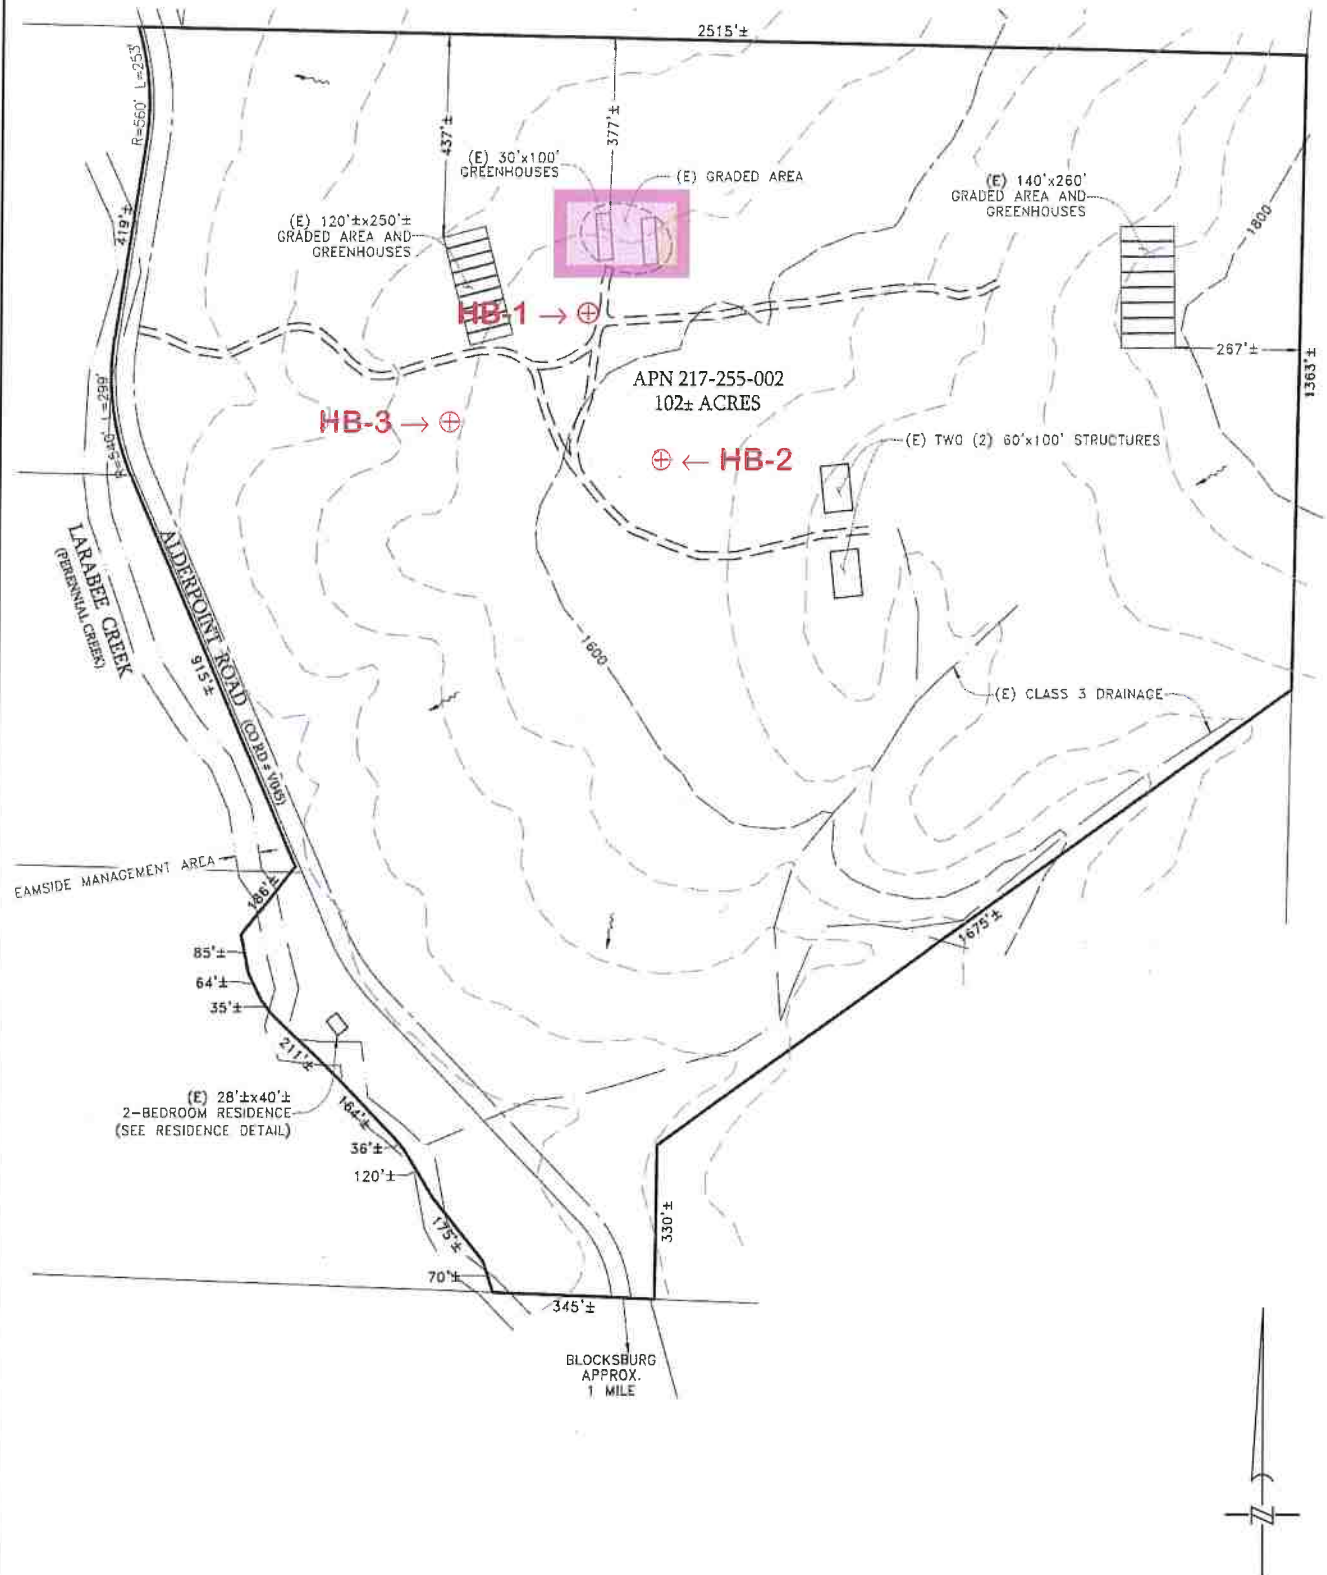 2515'±
R=560' L=253'
437'±
377'±
(E) 30'x100'
GREENHOUSES
(E) GRADED AREA
(E) 140'x260'
GRADED AREA AND
GREENHOUSES
1800
419'±
(E) 120'±x250'±
GRADED AREA AND
GREENHOUSES
HB-1 →
267'±
1363'±
APN 217-255-002
102± ACRES
R=640' L=299'
HB-3 →
← HB-2
(E) TWO (2) 60'x100' STRUCTURES
LARABEE CREEK
(PERENNIAL CREEK)
ALDERPOINT ROAD (CO RD # V045)
915'±
1600
(E) CLASS 3 DRAINAGE
EAMSIDE MANAGEMENT AREA
186'±
1675'±
85'±
64'±
35'±
211'±
(E) 28'±x40'±
2-BEDROOM RESIDENCE
(SEE RESIDENCE DETAIL)
164'±
36'±
120'±
175'±
330'±
70'±
345'±
BLOCKSBURG
APPROX.
1 MILE
N